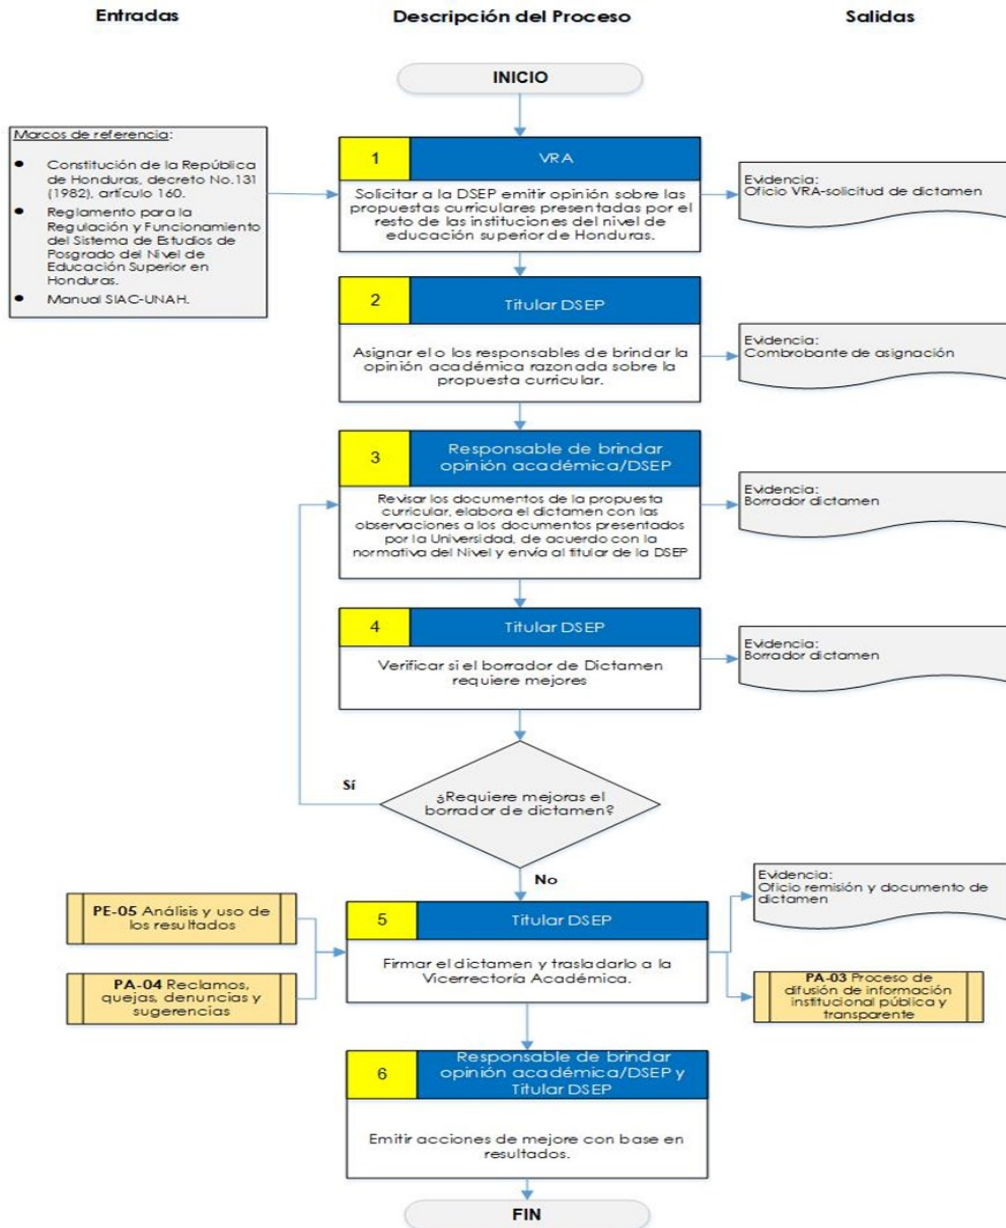 Entradas
Descripción del Proceso
Salidas
INICIO
Marcos de referencia:
● Constitución de la República
de Honduras, decreto No.131
(1982), artículo 160.
● Reglamento para la
Regulación y Funcionamiento
del Sistema de Estudios de
Posgrado del Nivel de
Educación Superior en
Honduras.
● Manual SIAC-UNAH.
1
VRA
Solicitar a la DSEP emitir opinión sobre las
propuestas curriculares presentadas por el
resto de las instituciones del nivel de
educación superior de Honduras.
Evidencia:
Oficio VRA-solicitud de dictamen
2
Titular DSEP
Asignar el o los responsables de brindar la
opinión académica razonada sobre la
propuesta curricular.
Evidencia:
Combrobante de asignación
3
Responsable de brindar
opinión académica/DSEP
Revisar los documentos de la propuesta
curricular, elabora el dictamen con las
observaciones a los documentos presentados
por la Universidad, de acuerdo con la
normativa del Nivel y envía al titular de la DSEP
Evidencia:
Borrador dictamen
4
Titular DSEP
Verificar si el borrador de Dictamen
requiere mejores
Evidencia:
Borrador dictamen
Sí
¿Requiere mejoras el
borrador de dictamen?
No
PE-05 Análisis y uso de
los resultados
PA-04 Reclamos,
quejas, denuncias y
sugerencias
5
Titular DSEP
Firmar el dictamen y trasladarlo a la
Vicerrectoría Académica.
Evidencia:
Oficio remisión y documento de
dictamen
PA-03 Proceso de
difusión de información
institucional pública y
transparente
6
Responsable de brindar
opinión académica/DSEP y
Titular DSEP
Emitir acciones de mejore con base en
resultados.
FIN